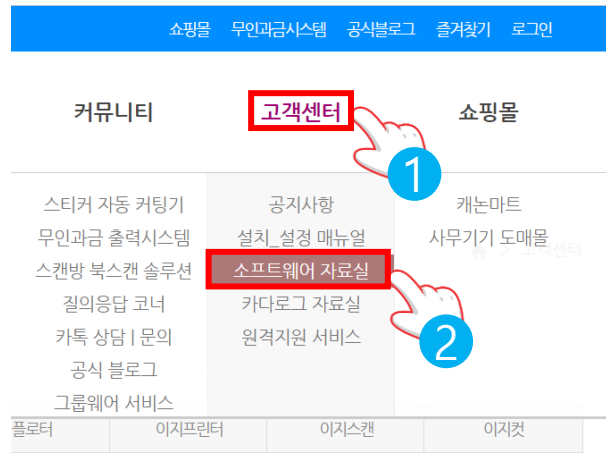 쇼핑몰 무인과금시스템 공식블로그 즐겨찾기 로그인
커뮤니티 고객센터 쇼핑몰
1
스티커 자동 커팅기 공지사항 캐논마트
무인과금 출력시스템 설치_설정 매뉴얼 사무기기 도매몰
고객센터
스캔방 북스캔 솔루션 소프트웨어 자료실
질의응답 코너 카다로그 자료실
2
카톡 상담 | 문의 원격지원 서비스
공식 블로그
그룹웨어 서비스
플로터 이지프린터 이지스캔 이지컷